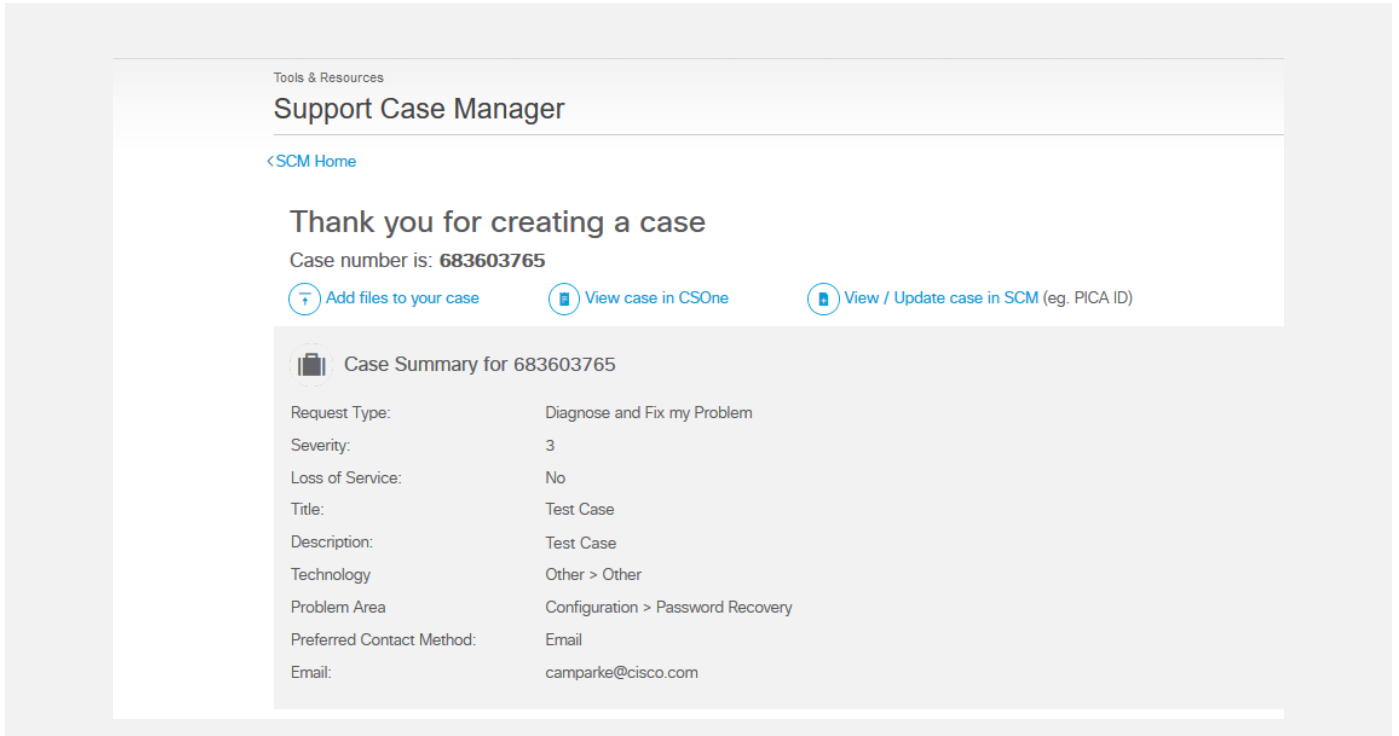 Tools & Resources
Support Case Manager
<SCM Home
Thank you for creating a case
Case number is: 683603765
Add files to your case View case in CSOne View / Update case in SCM (eg. PICA ID)
Case Summary for 683603765
Request Type: Diagnose and Fix my Problem
Severity: 3
Loss of Service: No
Title: Test Case
Description: Test Case
Technology Other > Other
Problem Area Configuration > Password Recovery
Preferred Contact Method: Email
Email: camparke@cisco.com